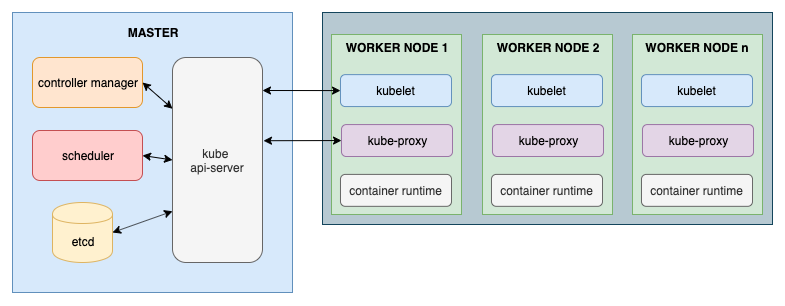 MASTER
controller manager
scheduler
etcd
kube
api-server
WORKER NODE 1
kubelet
kube-proxy
container runtime
WORKER NODE 2
kubelet
kube-proxy
container runtime
WORKER NODE n
kubelet
kube-proxy
container runtime